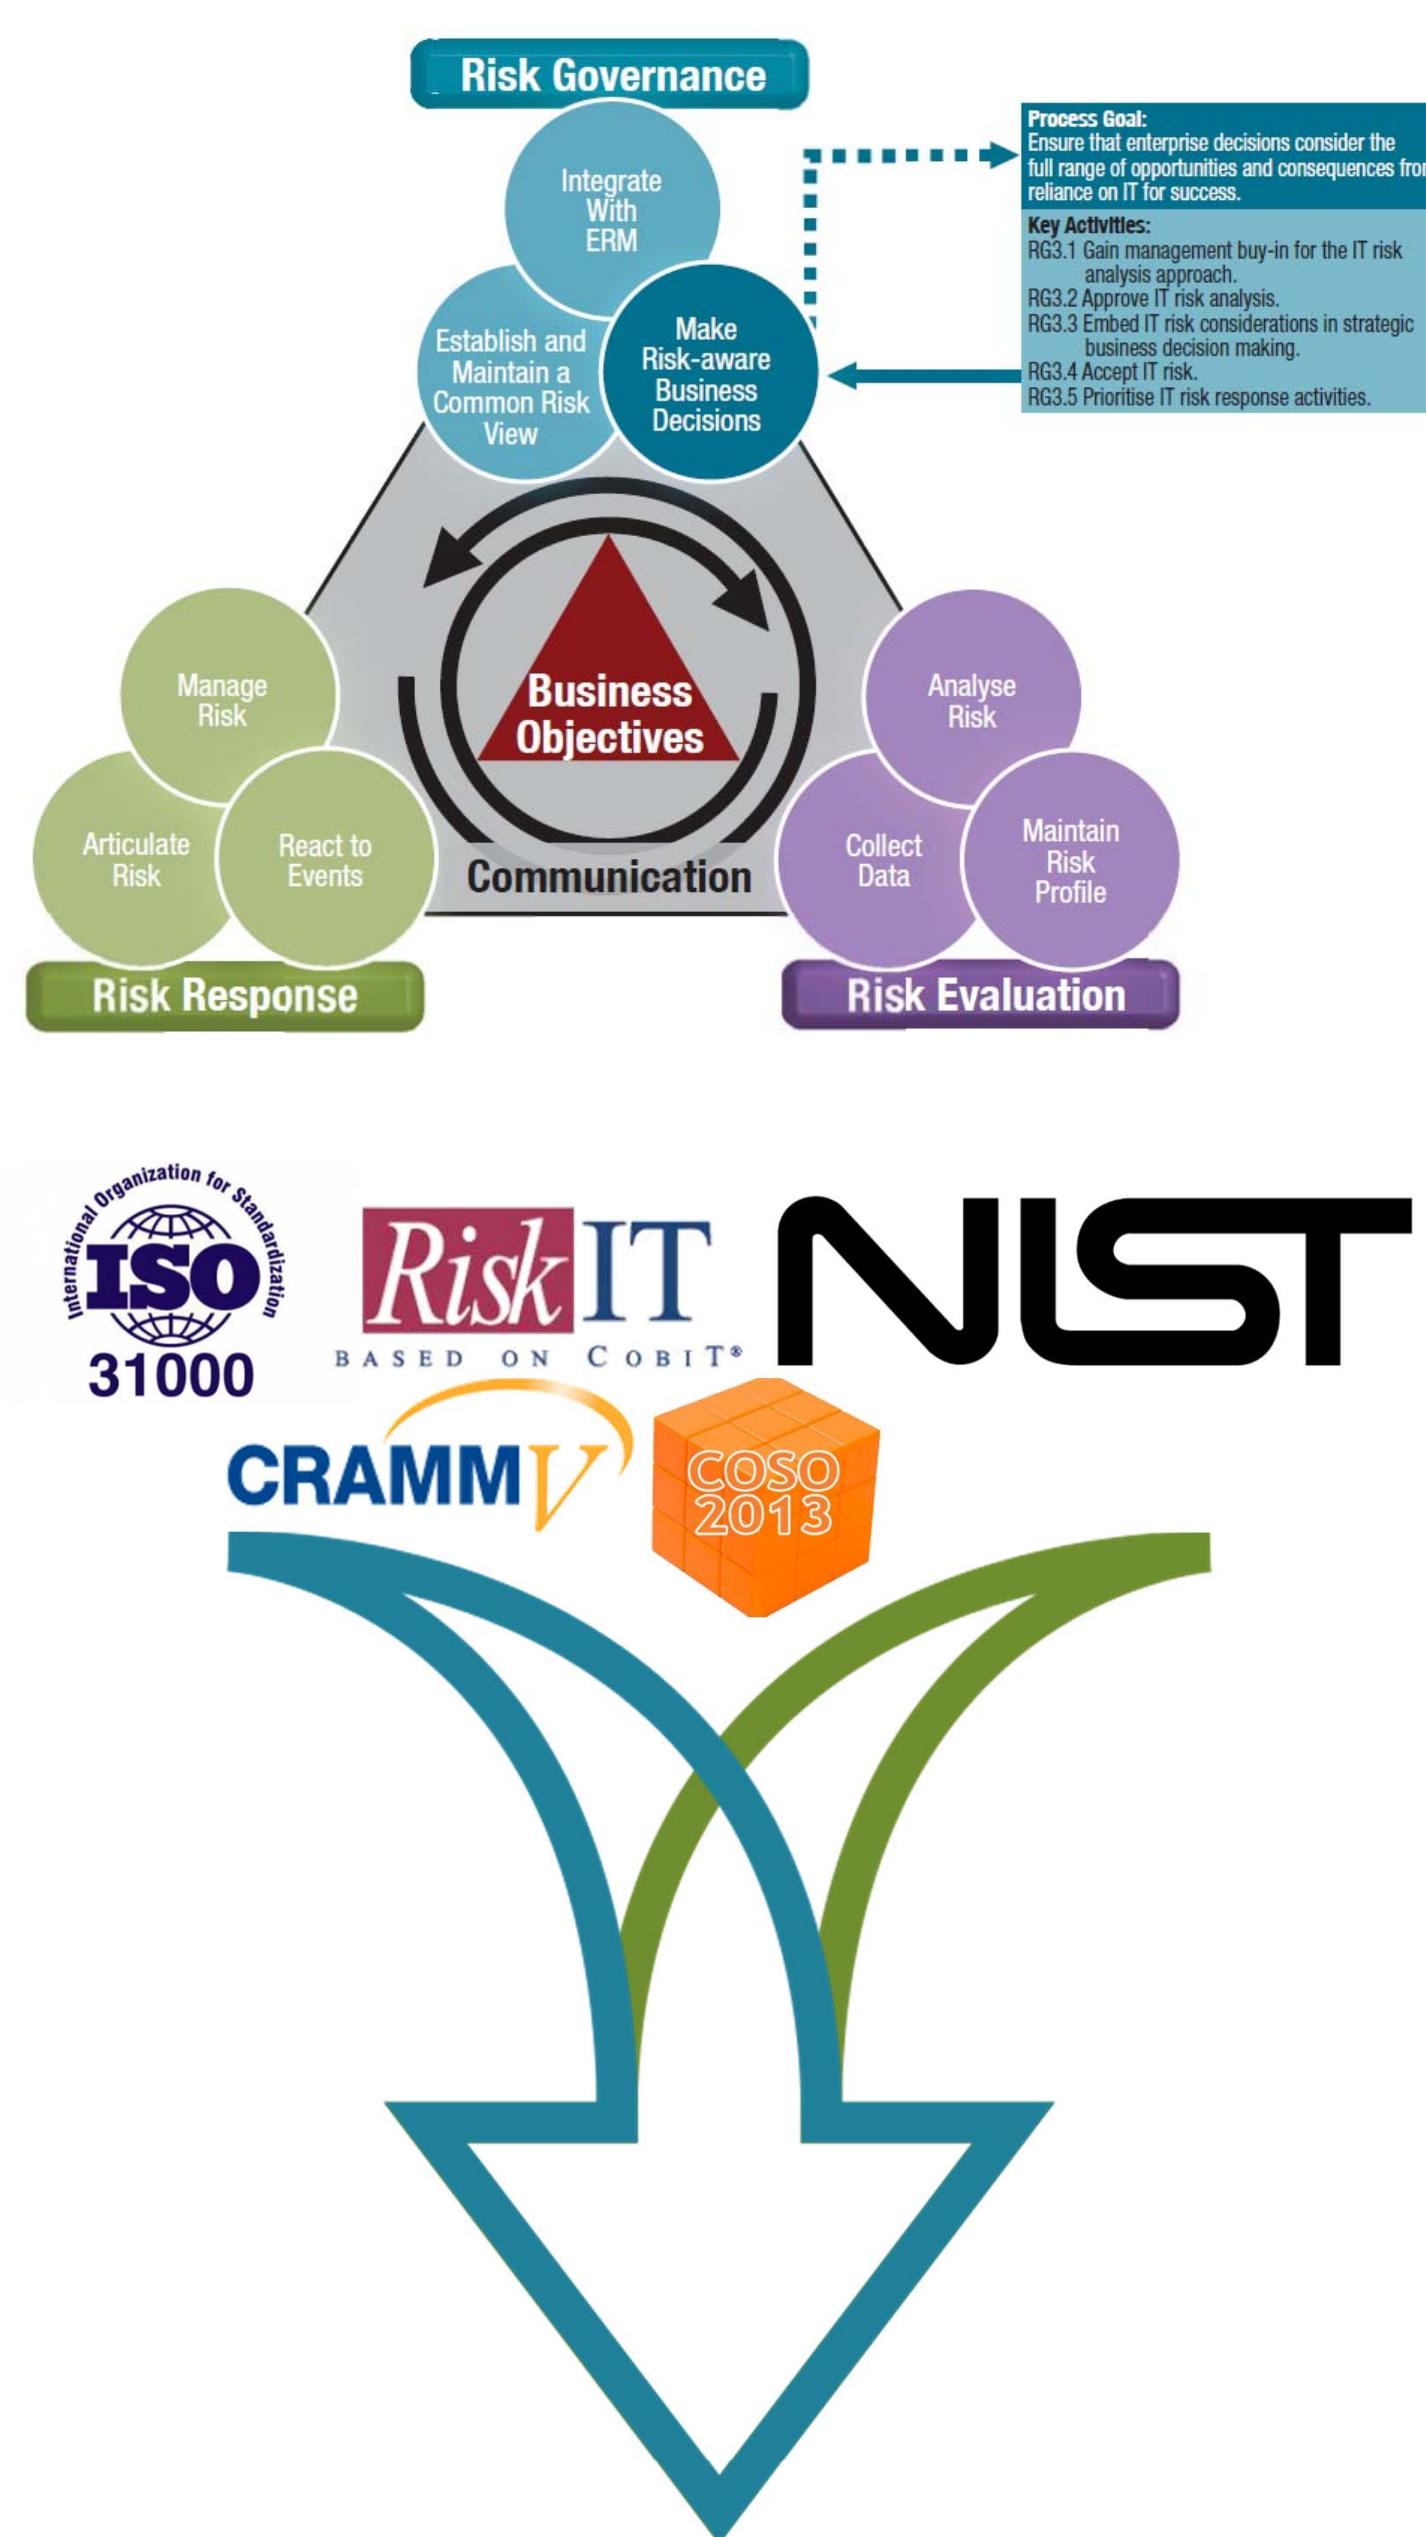 Risk Governance
Integrate
With
ERM
Establish and
Maintain a
Common Risk
View
Make
Risk-aware
Business
Decisions
Process Goal:
Ensure that enterprise decisions consider the
full range of opportunities and consequences
reliance on IT for success.
Key Activities:
RG3.1 Gain management buy-in for the IT risk
analysis approach.
RG3.2 Approve IT risk analysis.
RG3.3 Embed IT risk considerations in strategic
business decision making.
RG3.4 Accept IT risk.
RG3.5 Prioritise IT risk response activities.
Business
Objectives
Communication
Manage
Risk
Articulate
Risk
React to
Events
Risk Response
Analyse
Risk
Collect
Data
Maintain
Risk
Profile
Risk Evaluation
International Organization for Standardization
ISO
31000
Risk IT
BASED ON COBIT®
NIST
CRAMM V
COSO
2013